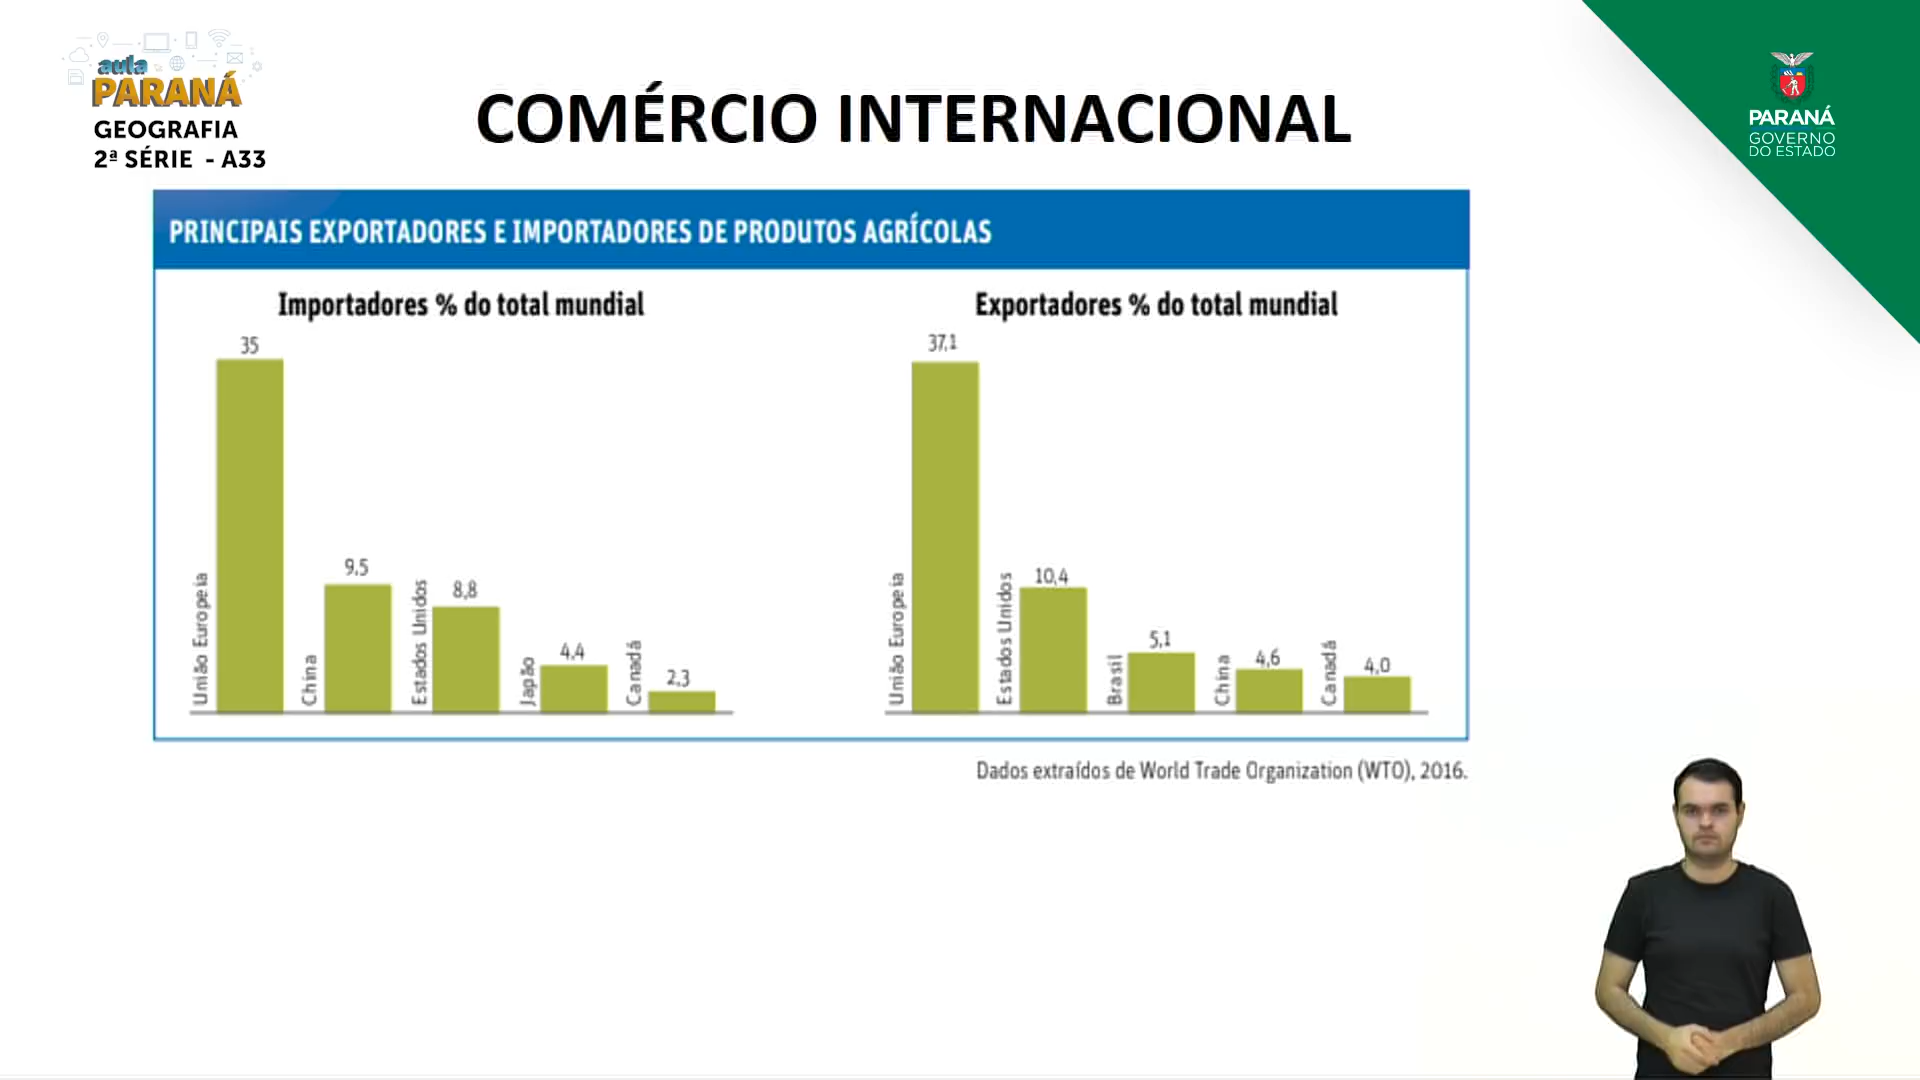 aula
PARANÁ
GEOGRAFIA
2ª SÉRIE - A33
COMÉRCIO INTERNACIONAL
PARANÁ
GOVERNO
DO ESTADO
PRINCIPAIS EXPORTADORES E IMPORTADORES DE PRODUTOS AGRÍCOLAS
Importadores % do total mundial
35
União Europeia
9,5
China
8,8
Estados Unidos
4,4
Japão
2,3
Canadá
Exportadores % do total mundial
37,1
União Europeia
10,4
Estados Unidos
5,1
Brasil
4,6
China
4,0
Canadá
Dados extraídos de World Trade Organization (WTO), 2016.